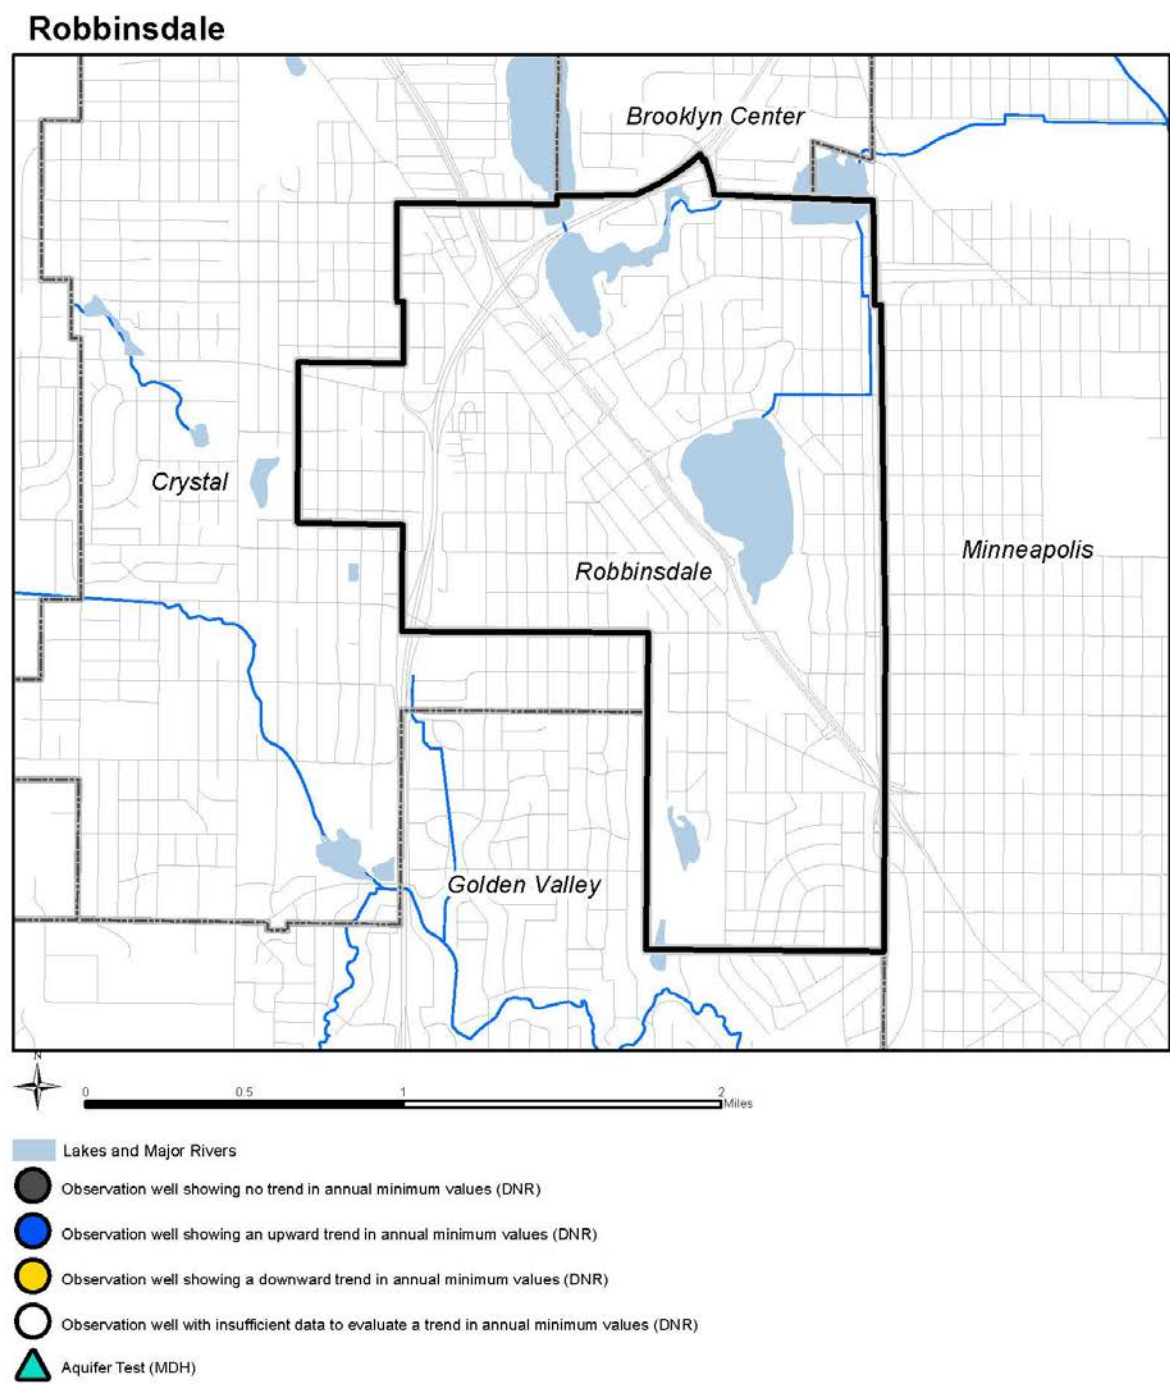 Robbinsdale
Brooklyn Center
Crystal
Minneapolis
Robbinsdale
Golden Valley
N
0 0.5 1 2
Miles
Lakes and Major Rivers
Observation well showing no trend in annual minimum values (DNR)
Observation well showing an upward trend in annual minimum values (DNR)
Observation well showing a downward trend in annual minimum values (DNR)
Observation well with insufficient data to evaluate a trend in annual minimum values (DNR)
Aquifer Test (MDH)